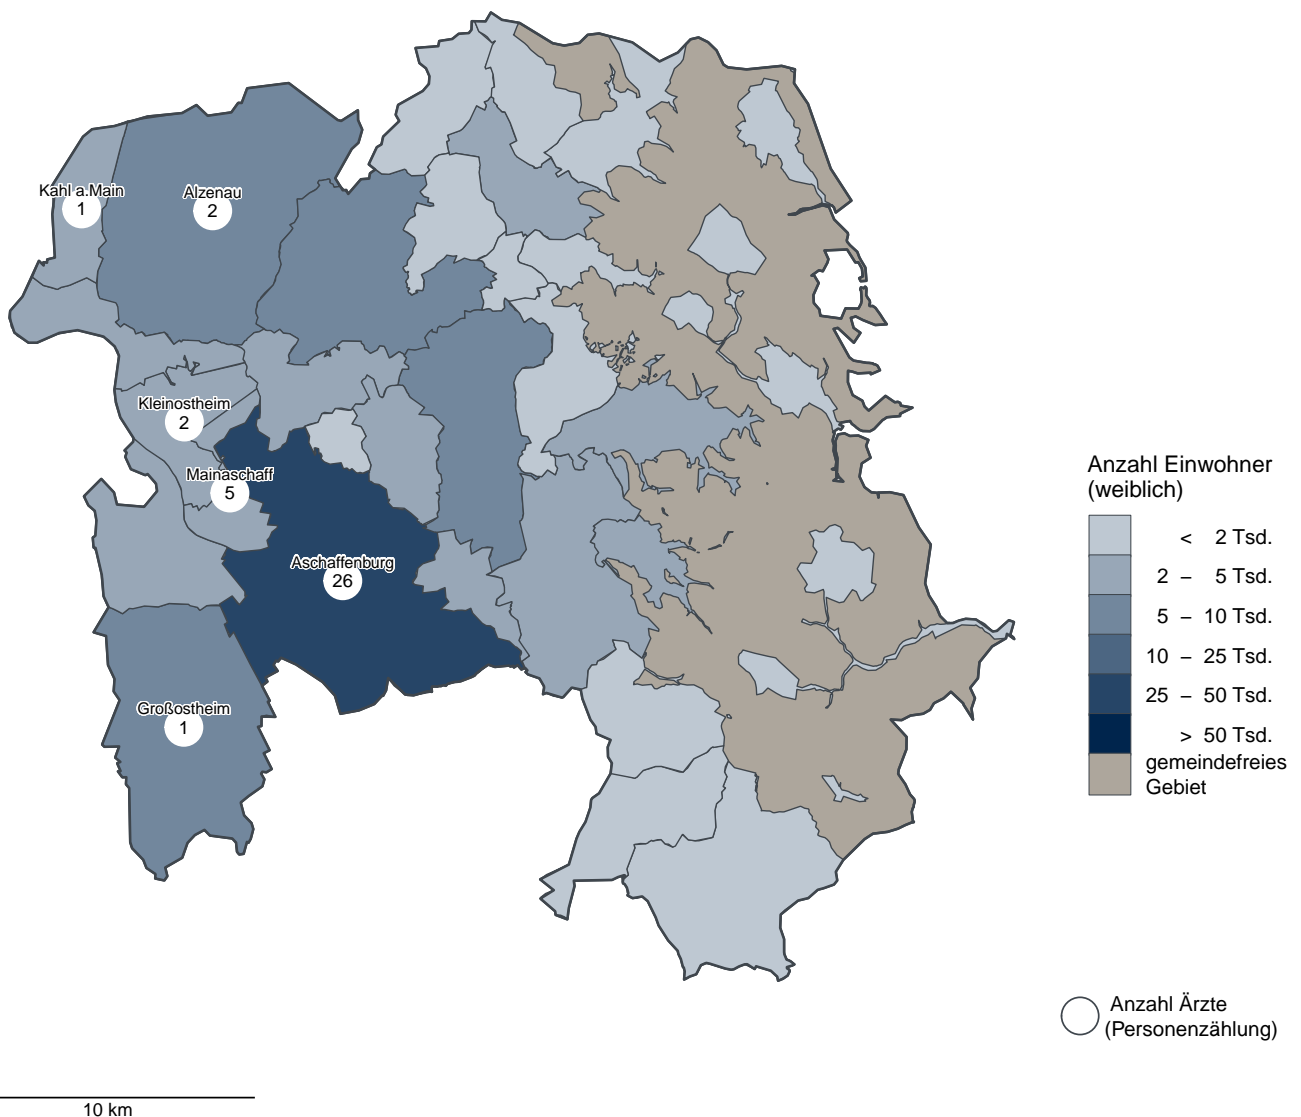 Kahl a.Main
1
Alzenau
2
Kleinostheim
2
Mainaschaff
5
Aschaffenburg
26
Großostheim
1
Anzahl Einwohner
(weiblich)
< 2 Tsd.
2 – 5 Tsd.
5 – 10 Tsd.
10 – 25 Tsd.
25 – 50 Tsd.
> 50 Tsd.
gemeindefreies
Gebiet
Anzahl Ärzte
(Personenzählung)
10 km